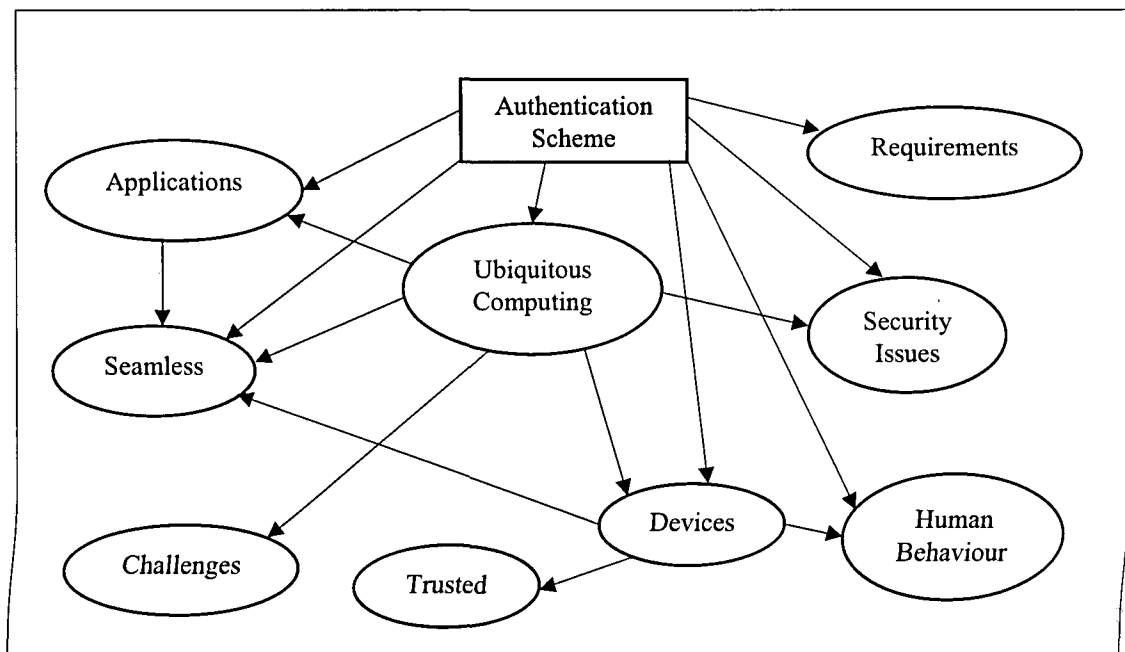 Authentication
Scheme
Requirements
Applications
Ubiquitous
Computing
Security
Issues
Seamless
Devices
Human
Behaviour
Challenges
Trusted